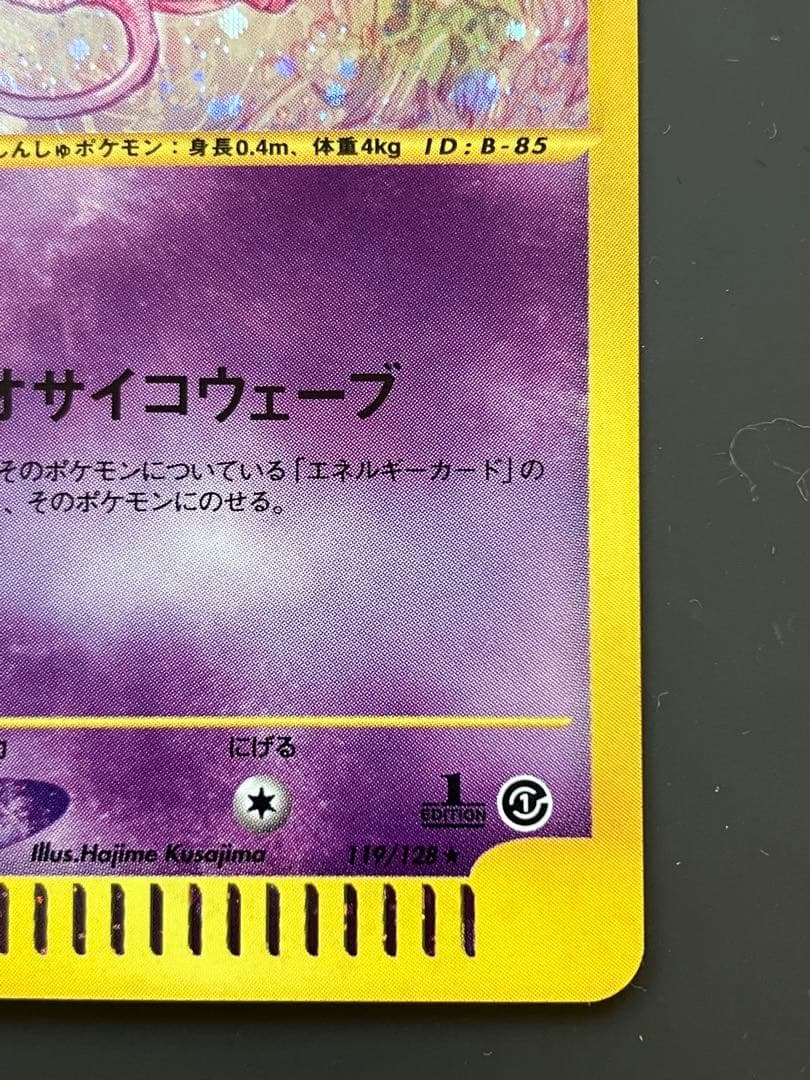 しんしゅポケモン：身長0.4m、体重4kg ID:B-85
オサイコウェーブ
そのポケモンについている「エネルギーカード」の
、そのポケモンにのせる。
にげる
1
EDITION
1
Illus.Hajime Kusajima 119/128 ★